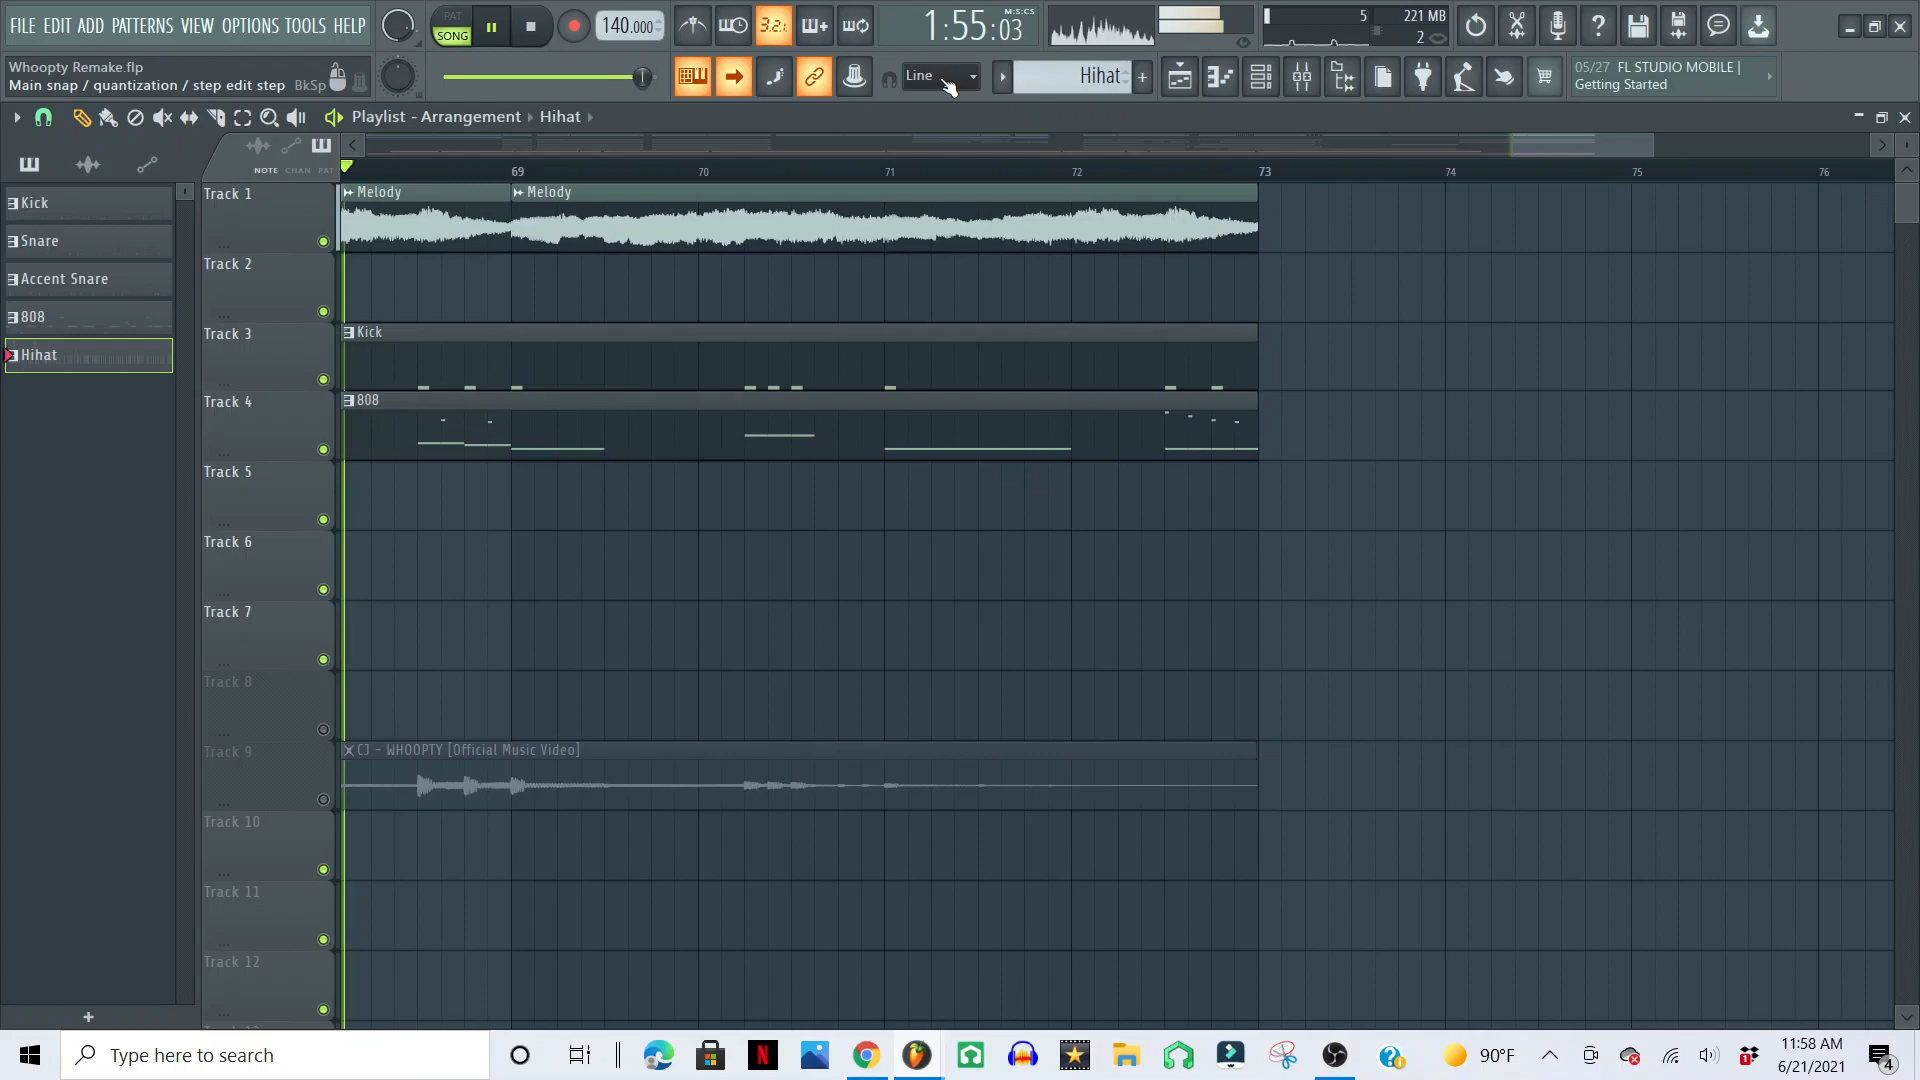 FILE EDIT ADD PATTERNS VIEW OPTIONS TOOLS HELP
PAT
SONG
140.000
3.2.
1:55:03
M:S:CS
5
221 MB
2
Whoopty Remake.flp
Main snap / quantization / step edit step BkSp
Line
Hihat
05/27 FL STUDIO MOBILE |
Getting Started
Playlist - Arrangement Hihat
NOTE CHAN PAT
69 70 71 72 73 74 75 76
Kick
Snare
Accent Snare
808
Hihat
Track 1
Melody
Melody
Track 2
Track 3
Kick
Track 4
808
Track 5
Track 6
Track 7
Track 8
Track 9
CJ - WHOOPTY [Official Music Video]
Track 10
Track 11
Track 12
Type here to search
90°F
1
11:58 AM
6/21/2021
4